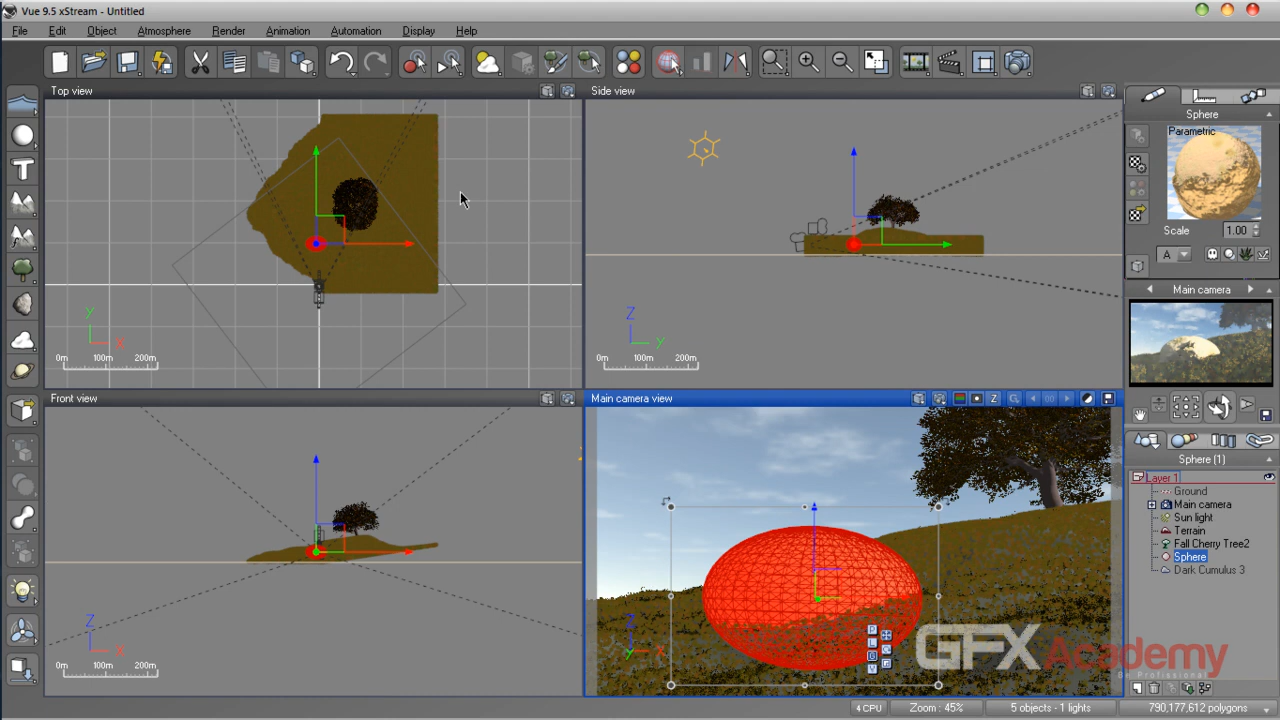 Vue 9.5 xStream - Untitled
File Edit Object Atmosphere Render Animation Automation Display Help
Top view
Side view
Sphere
Parametric
Scale 1.00
A
Y
X
0m 100m 200m
Z
Y
0m 100m 200m
Main camera
Front view
Main camera view
Z
G
Sphere (1)
Layer 1
Ground
Main camera
Sun light
Terrain
Fall Cherry Tree2
Sphere
Dark Cumulus 3
Z
X
0m 100m 200m
Z
Y
X
GFXAcademy
Be Professional
4 CPU
Zoom : 45%
5 objects - 1 lights
790,177,612 polygons